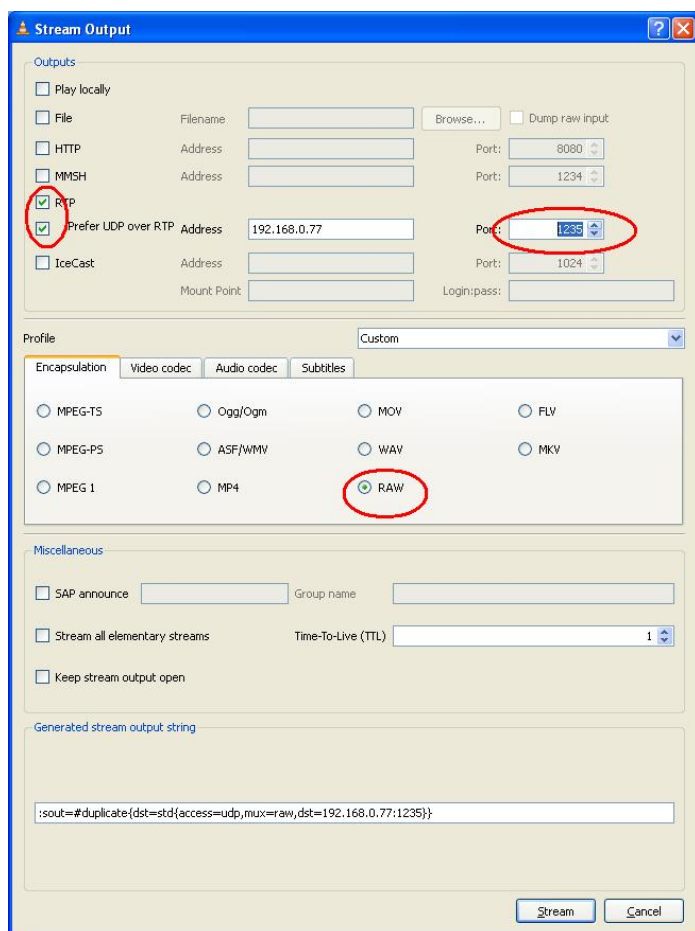 Stream Output
Outputs
Play locally
File Filename Browse... Dump raw input
HTTP Address Port: 8080
MMSH Address Port: 1234
RTP
Prefer UDP over RTP Address 192.168.0.77 Port: 1235
IceCast Address Port: 1024
Mount Point Login:pass:
Profile Custom
Encapsulation Video codec Audio codec Subtitles
MPEG-TS Ogg/Ogm MOV FLV
MPEG-PS ASF/WMV WAV MKV
MPEG 1 MP4 RAW
Miscellaneous
SAP announce Group name
Stream all elementary streams Time-To-Live (TTL) 1
Keep stream output open
Generated stream output string
:sout=#duplicate{dst=std{access=udp,mux=raw,dst=192.168.0.77:1235}}
Stream Cancel